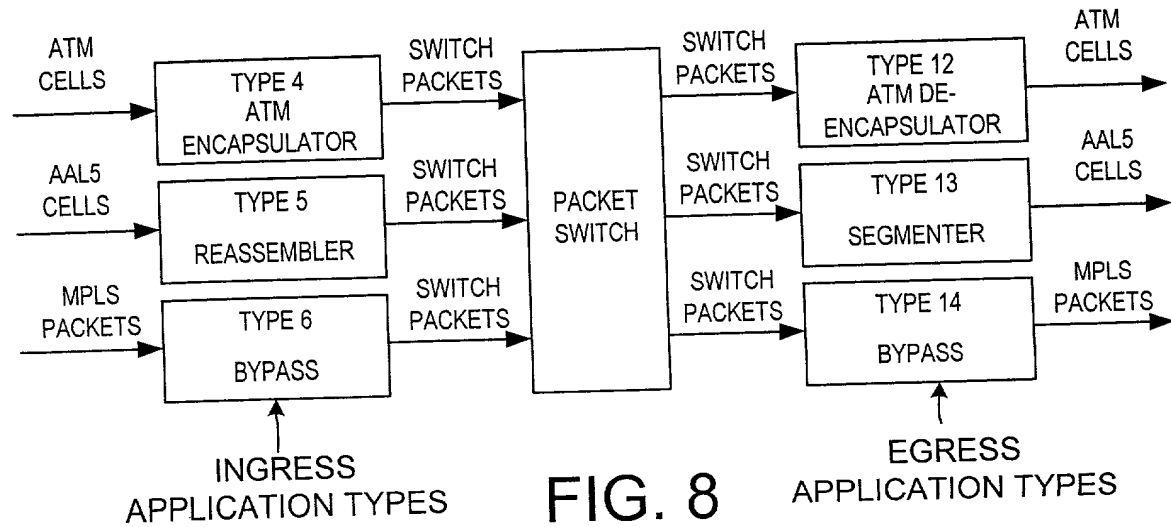 ATM
CELLS
TYPE 4
ATM
ENCAPSULATOR
SWITCH
PACKETS
SWITCH
PACKETS
TYPE 12
ATM DE-
ENCAPSULATOR
ATM
CELLS
AAL5
CELLS
TYPE 5
REASSEMBLER
SWITCH
PACKETS
PACKET
SWITCH
SWITCH
PACKETS
TYPE 13
SEGMENTER
AAL5
CELLS
MPLS
PACKETS
TYPE 6
BYPASS
SWITCH
PACKETS
SWITCH
PACKETS
TYPE 14
BYPASS
MPLS
PACKETS
INGRESS
APPLICATION TYPES
FIG. 8
EGRESS
APPLICATION TYPES